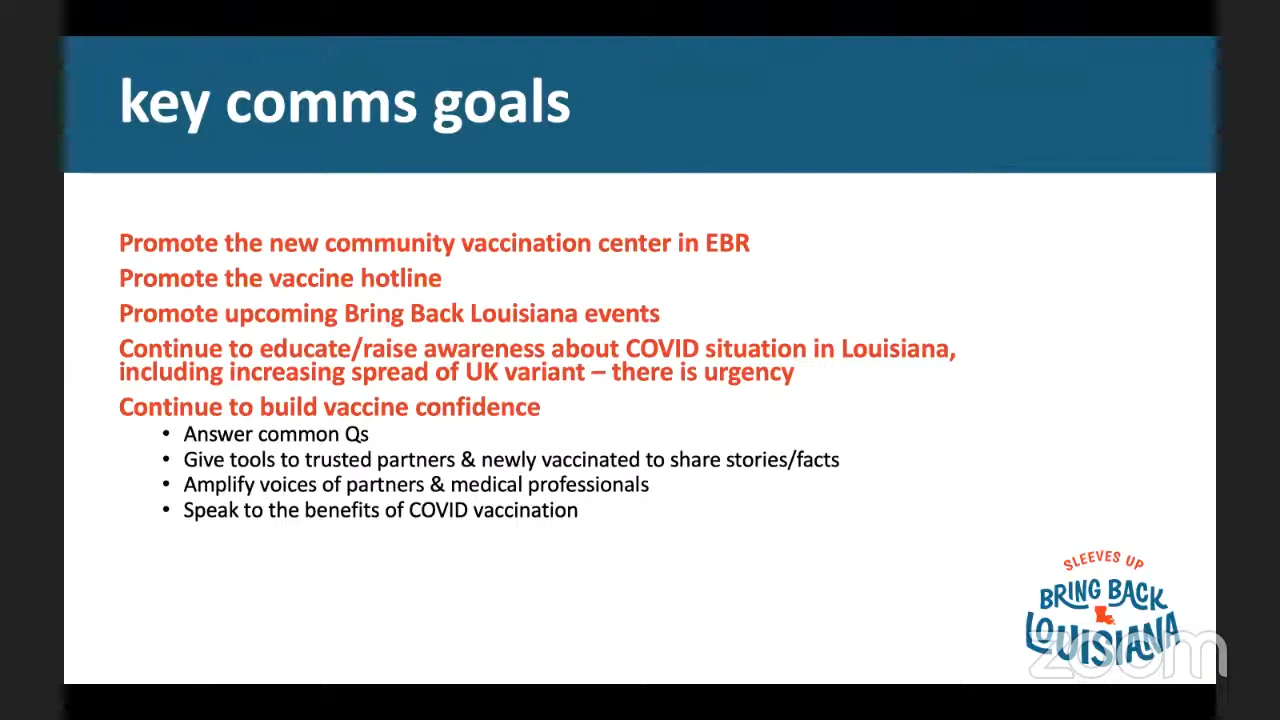 key comms goals
Promote the new community vaccination center in EBR
Promote the vaccine hotline
Promote upcoming Bring Back Louisiana events
Continue to educate/raise awareness about COVID situation in Louisiana,
including increasing spread of UK variant – there is urgency
Continue to build vaccine confidence
• Answer common Qs
• Give tools to trusted partners & newly vaccinated to share stories/facts
• Amplify voices of partners & medical professionals
• Speak to the benefits of COVID vaccination
SLEEVES UP
BRING BACK
LOUISIANA
zoom